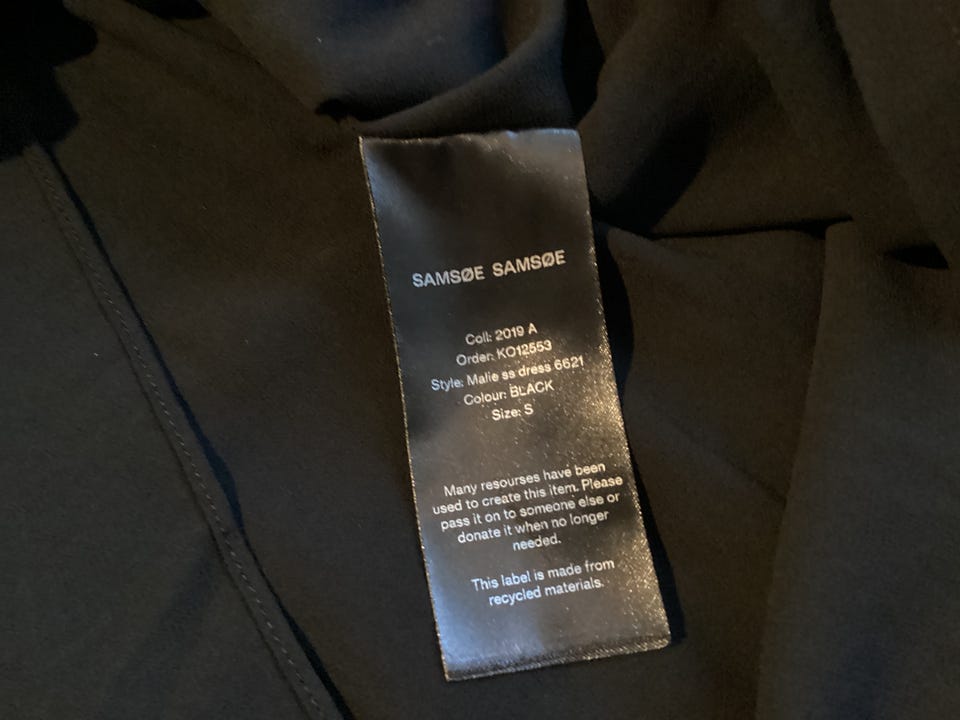 SAMSØE SAMSØE
Coll: 2019 A
Order: KO12553
Style: Malie ss dress 6621
Colour: BLACK
Size: S
Many resourses have been
used to create this item. Please
pass it on to someone else or
donate it when no longer
needed.
This label is made from
recycled materials.